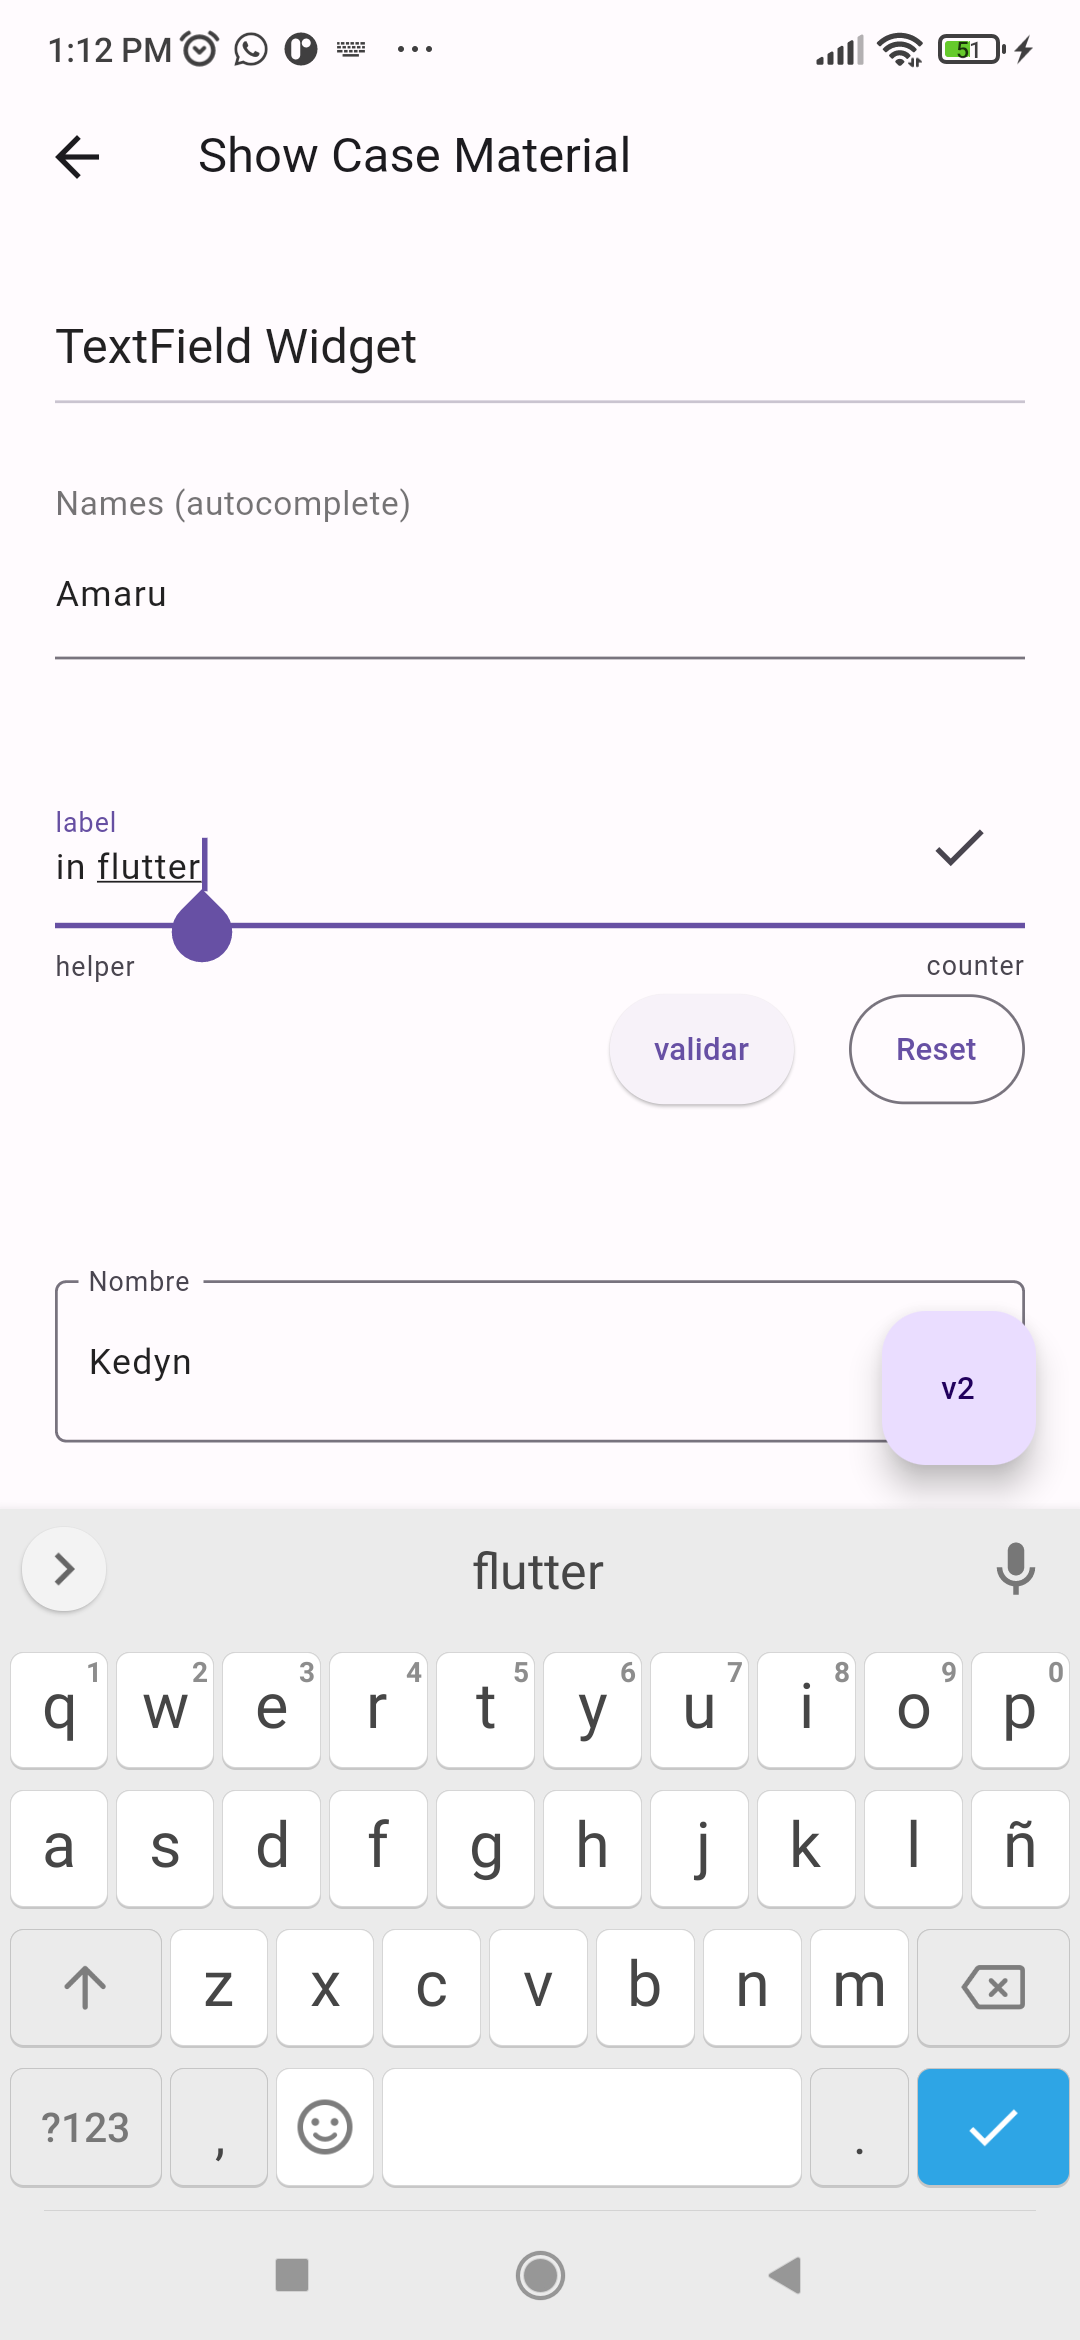 1:12 PM 51
Show Case Material
TextField Widget
Names (autocomplete)
Amaru
label
in flutter
helper counter
validar Reset
Nombre
Kedyn
v2
flutter
1 2 3 4 5 6 7 8 9 0
q w e r t y u i o p
a s d f g h j k l ñ
z x c v b n m
?123 , .